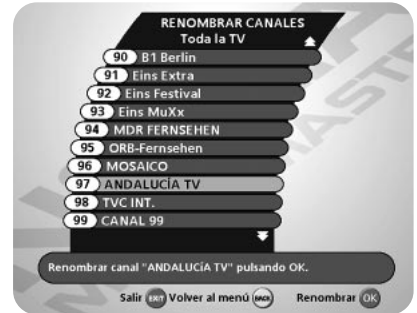 RENOMBRAR CANALES
Toda la TV
90 B1 Berlin
91 Eins Extra
92 Eins Festival
93 Eins MuXx
94 MDR FERNSEHEN
95 ORB-Fernsehen
96 MOSAICO
97 ANDALUCÍA TV
98 TVC INT.
99 CANAL 99
Renombrar canal "ANDALUCíA TV" pulsando OK.
Salir EXIT Volver al menú BACK Renombrar OK